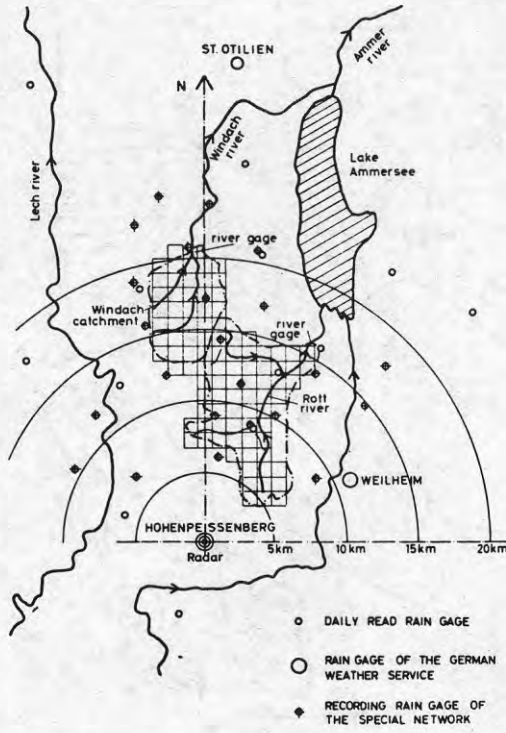 ST. OTILIEN
N
Ammer river
Windach river
Lech river
Lake Ammersee
river gage
Windach-catchment
river gage
Rott river
WEILHEIM
HOHENPEISSENBERG
Radar
5km
10km
15km
20km
DAILY READ RAIN GAGE
RAIN GAGE OF THE GERMAN
WEATHER SERVICE
RECORDING RAIN GAGE OF
THE SPECIAL NETWORK